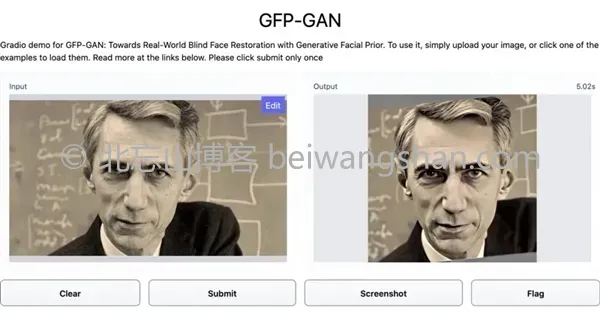 GFP-GAN
Gradio demo for GFP-GAN: Towards Real-World Blind Face Restoration with Generative Facial Prior. To use it, simply upload your image, or click one of the
examples to load them. Read more at the links below. Please click submit only once
Input
Edit
Output
5.02s
© 北忘山博客 beiwangshan.com
Clear
Submit
Screenshot
Flag